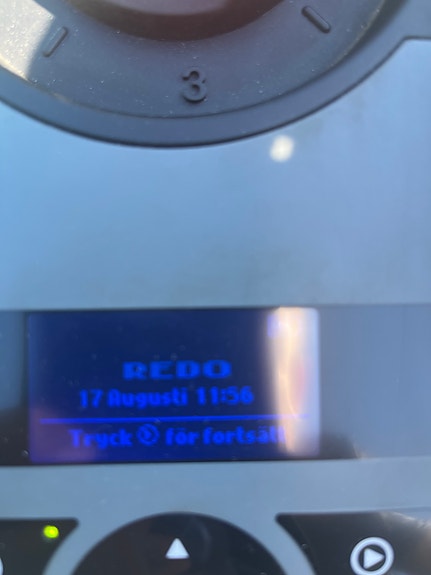 3
REDO
17 Augusti 11:56
Tryck för fortsätt